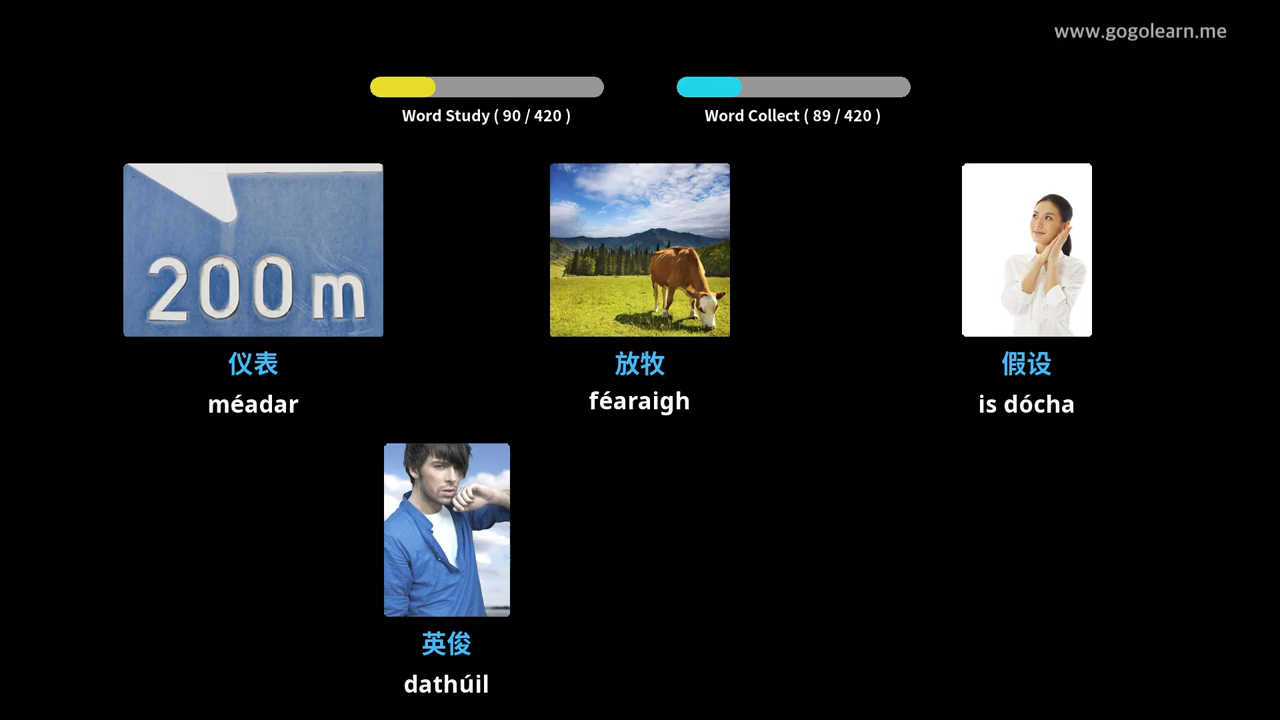 www.gogolearn.me
Word Study ( 90 / 420 )
Word Collect ( 89 / 420 )
200 m
仪表
méadar
放牧
féaraigh
假设
is dócha
英俊
dathúil